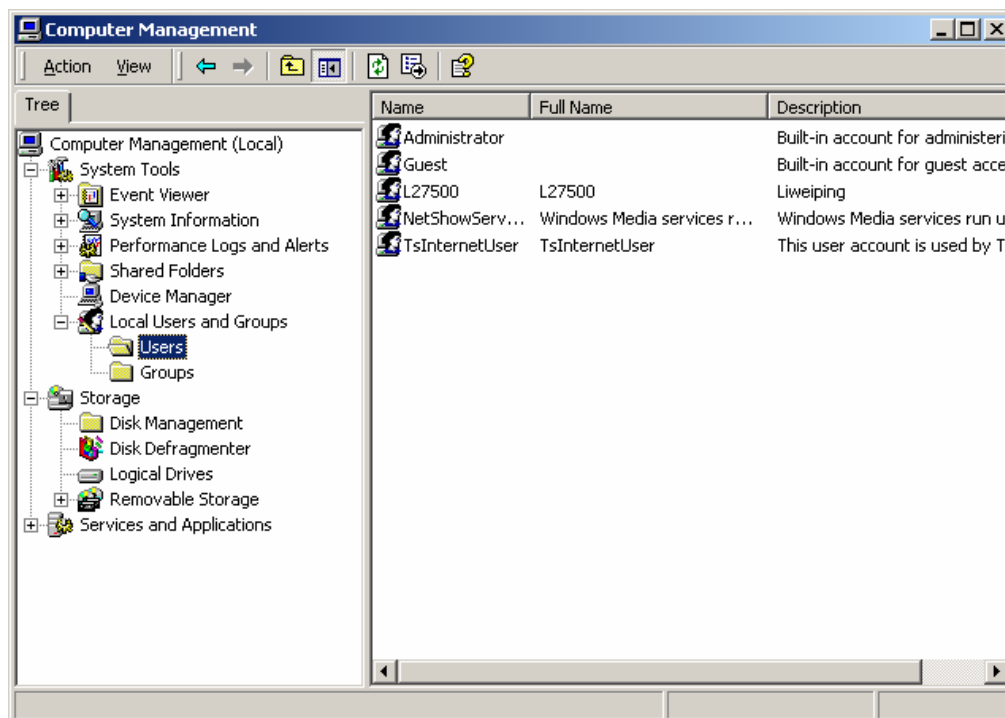 Computer Management
Action View
Tree
Name Full Name Description
Computer Management (Local)
System Tools
Event Viewer
System Information
Performance Logs and Alerts
Shared Folders
Device Manager
Local Users and Groups
Users
Groups
Storage
Disk Management
Disk Defragmenter
Logical Drives
Removable Storage
Services and Applications
Administrator Built-in account for administeri
Guest Built-in account for guest acce
L27500 L27500 Liweiping
NetShowServ... Windows Media services r... Windows Media services run u
TsInternetUser TsInternetUser This user account is used by T